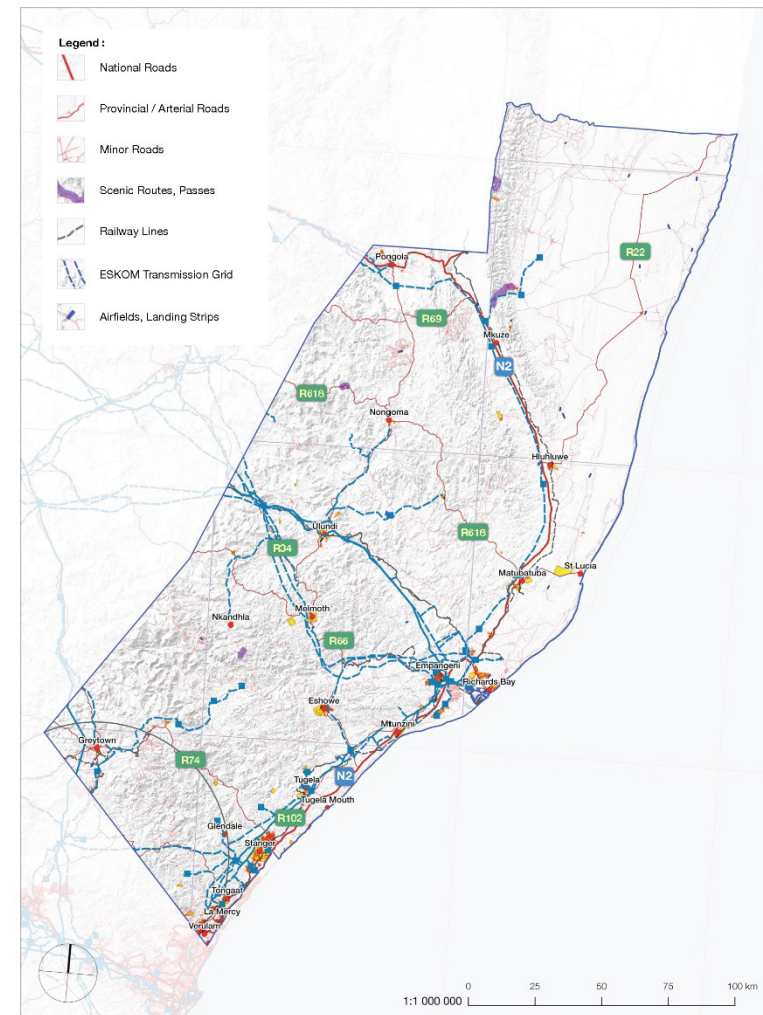 Legend :
National Roads
Provincial / Arterial Roads
Minor Roads
Scenic Routes, Passes
Railway Lines
ESKOM Transmission Grid
Airfields, Landing Strips
Pongola
R22
R69
Mkuze
N2
R618
Nongoma
Hluhluwe
Ulundi
R618
R34
St Lucia
Matubatuba
Melmoth
Nkandhla
R66
Empangeni
Richards Bay
Eshowe
Mtunzini
Greytown
R74
Tugela
N2
Tugela Mouth
R102
Glendale
Stanger
Tongaat
La Mercy
Verulam
0 25 50 75 100 km
1:1 000 000